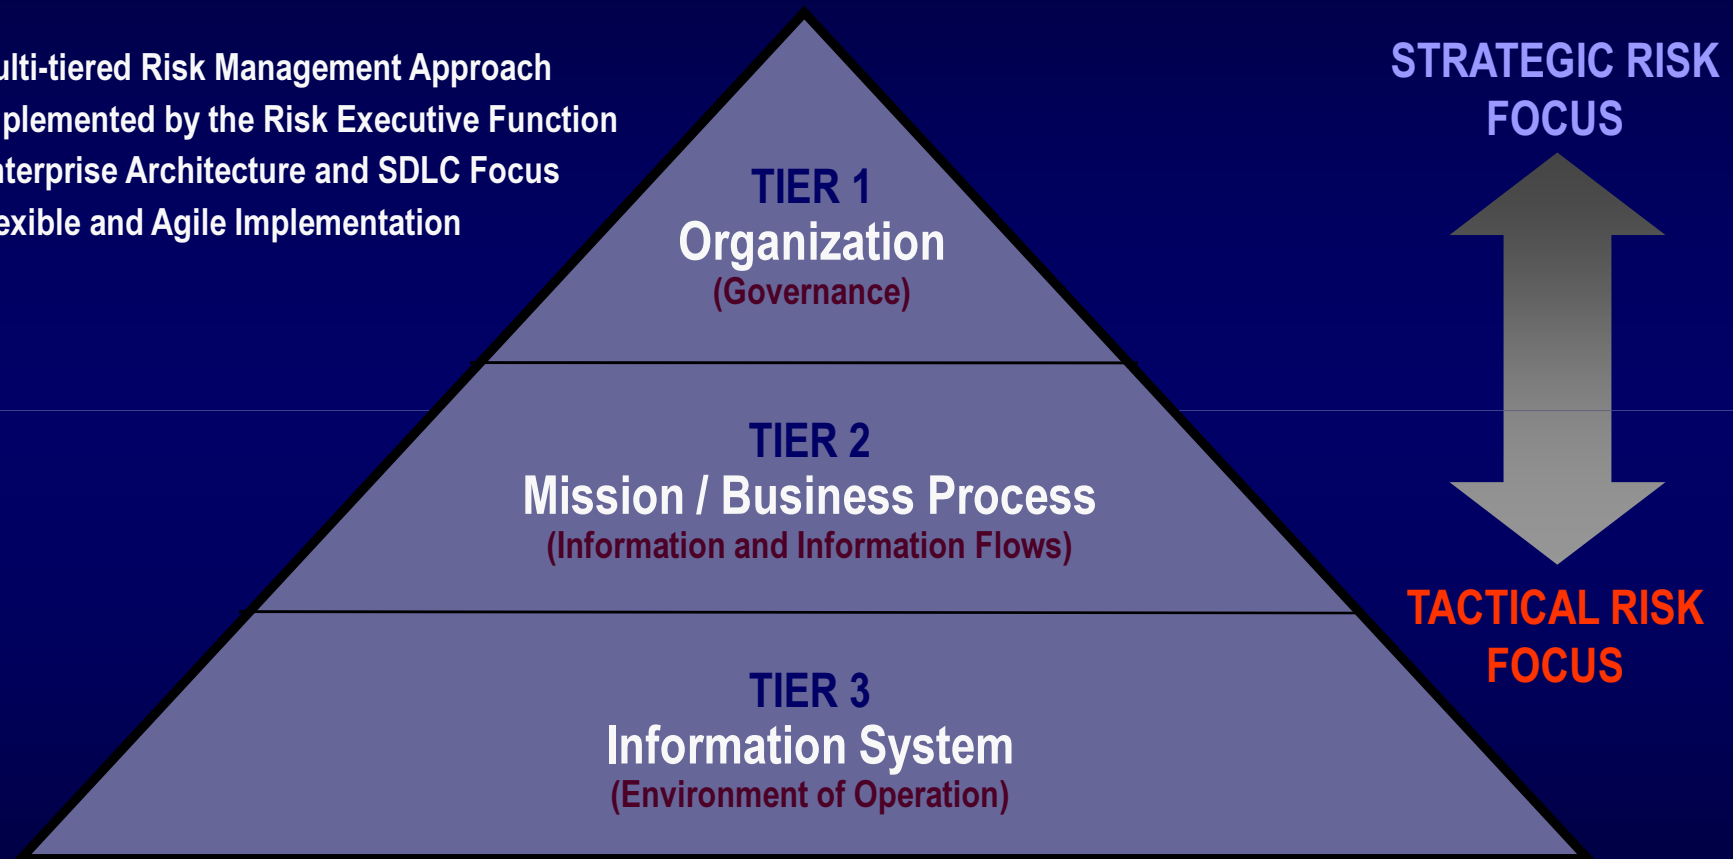 ulti-tiered Risk Management Approach
plemented by the Risk Executive Function
nterprise Architecture and SDLC Focus
exible and Agile Implementation
STRATEGIC RISK
FOCUS
TIER 1
Organization
(Governance)
TIER 2
Mission / Business Process
(Information and Information Flows)
TACTICAL RISK
FOCUS
TIER 3
Information System
(Environment of Operation)